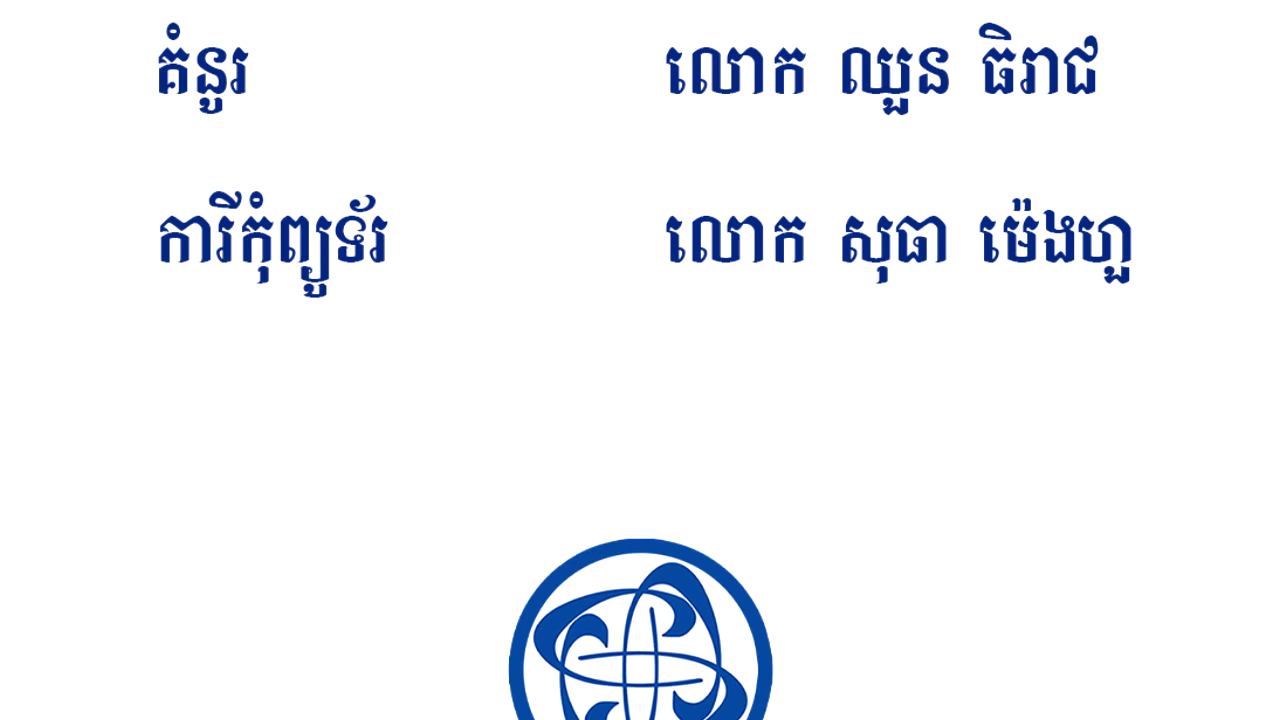 គំនូរ លោក ឈួន ធិរាជ
ការីកុំព្យូទ័រ លោក សុធា ម៉េងហួ